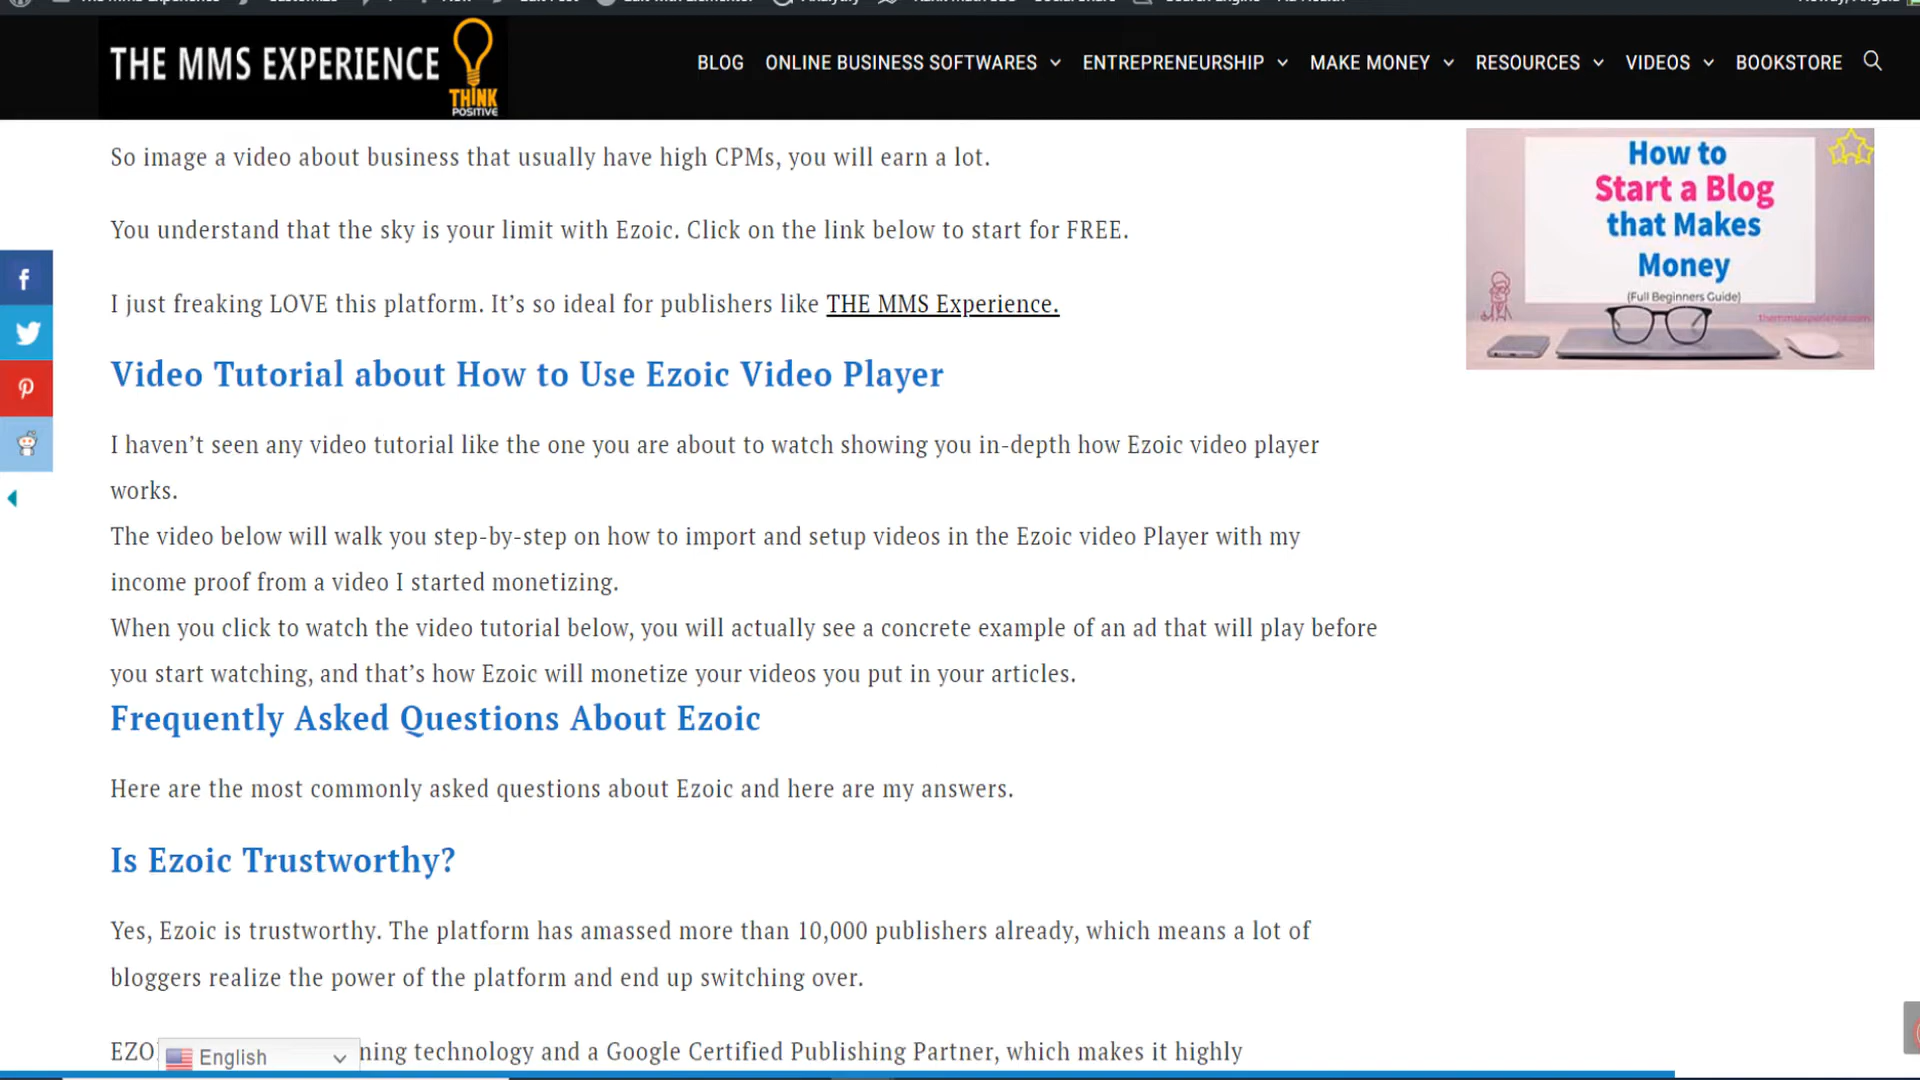 THE MMS EXPERIENCE
THINK
POSITIVE
BLOG
ONLINE BUSINESS SOFTWARES
ENTREPRENEURSHIP
MAKE MONEY
RESOURCES
VIDEOS
BOOKSTORE
So image a video about business that usually have high CPMs, you will earn a lot.
You understand that the sky is your limit with Ezoic. Click on the link below to start for FREE.
I just freaking LOVE this platform. It’s so ideal for publishers like THE MMS Experience.
Video Tutorial about How to Use Ezoic Video Player
I haven’t seen any video tutorial like the one you are about to watch showing you in-depth how Ezoic video player
works.
The video below will walk you step-by-step on how to import and setup videos in the Ezoic video Player with my
income proof from a video I started monetizing.
When you click to watch the video tutorial below, you will actually see a concrete example of an ad that will play before
you start watching, and that’s how Ezoic will monetize your videos you put in your articles.
Frequently Asked Questions About Ezoic
Here are the most commonly asked questions about Ezoic and here are my answers.
Is Ezoic Trustworthy?
Yes, Ezoic is trustworthy. The platform has amassed more than 10,000 publishers already, which means a lot of
bloggers realize the power of the platform and end up switching over.
technology and a Google Certified Publishing Partner, which makes it highly
English
How to
Start a Blog
that Makes
Money
(Full Beginners Guide)
themmsexperience.com